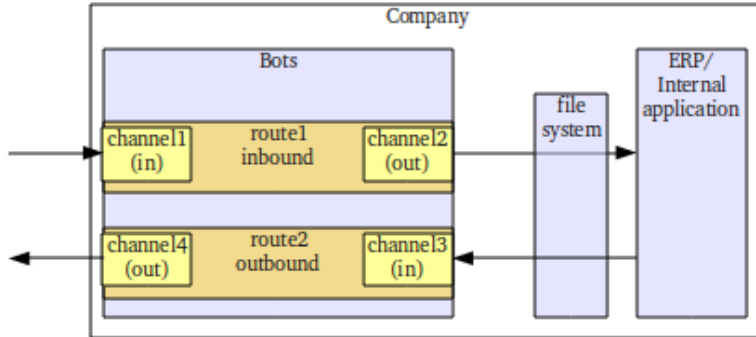 Company
Bots
file
system
ERP/
Internal
application
channel1
(in)
route1
inbound
channel2
(out)
channel4
(out)
route2
outbound
channel3
(in)